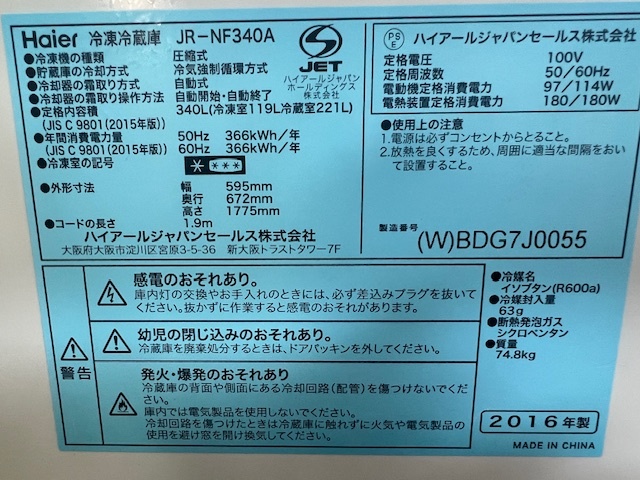 Haier 冷凍冷蔵庫 JR-NF340A
●冷凍機の種類 圧縮式
●貯蔵庫の冷却方式 冷気強制循環方式
●冷却器の霜取り方式 自動式
●冷却器の霜取り操作方式 自動開始・自動終了
●定格内容積 340L(冷凍室119L冷蔵室221L)
(JIS C 9801(2015年版))
●年間消費電力量 50Hz 366kWh/年
(JIS C 9801(2015年版)) 60Hz 366kWh/年
●冷凍室の記号
●外形寸法 幅 595mm
奥行 672mm
高さ 1775mm
●コードの長さ 1.9m
ハイアールジャパンセールス株式会社
大阪府大阪市淀川区宮原3-5-36 新大阪トラストタワー7F
S
JET
ハイアールジャパン
ホールディングス
株式会社
PS
E ハイアールジャパンセールス株式会社
定格電圧 100V
定格周波数 50/60Hz
電動機定格消費電力 97/114W
電熱装置定格消費電力 180/180W
●使用上の注意
1.電源は必ずコンセントからとること。
2.放熱を良くするため、周囲に適当な間隔をおい
て設置すること。
製造番号 (W)BDG7J0055
警告
感電のおそれあり。
庫内灯の交換やお手入れのときには、必ず差込みプラグを抜いて
ください。抜かずに作業すると感電のおそれがあります。
幼児の閉じ込みのおそれあり。
冷蔵庫を廃棄処分するときは、ドアパッキンを外してください。
発火・爆発のおそれあり。
冷蔵庫の背面や側面にある冷却回路(配管)を傷つけないでくだ
さい。
庫内では電気製品を使用しないでください。
冷却回路を傷つけたときは冷蔵庫に触れずに火気や電気製品の
使用を避け窓を開け換気してください。
●冷媒名
イソブタン(R600a)
●冷媒封入量
63g
●断熱発泡ガス
シクロペンタン
●質量
74.8kg
2016年製
MADE IN CHINA